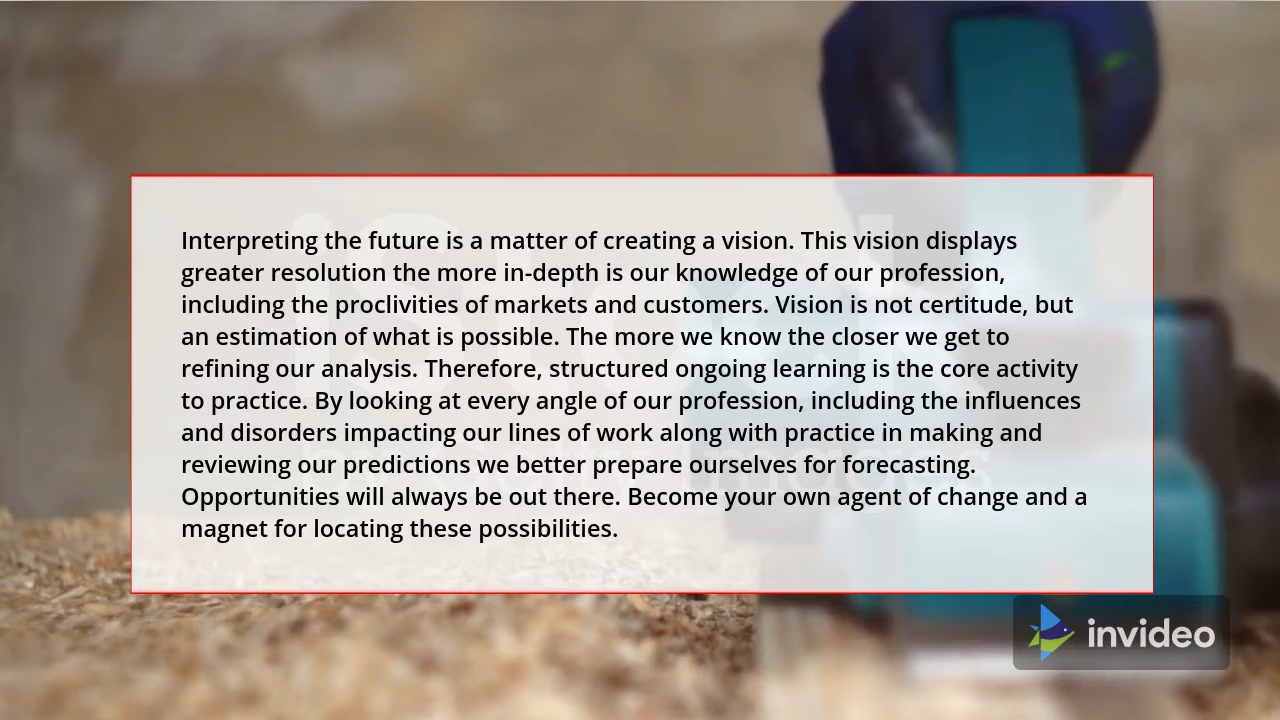 Interpreting the future is a matter of creating a vision. This vision displays
greater resolution the more in-depth is our knowledge of our profession,
including the proclivities of markets and customers. Vision is not certitude, but
an estimation of what is possible. The more we know the closer we get to
refining our analysis. Therefore, structured ongoing learning is the core activity
to practice. By looking at every angle of our profession, including the influences
and disorders impacting our lines of work along with practice in making and
reviewing our predictions we better prepare ourselves for forecasting.
Opportunities will always be out there. Become your own agent of change and a
magnet for locating these possibilities.
invideo